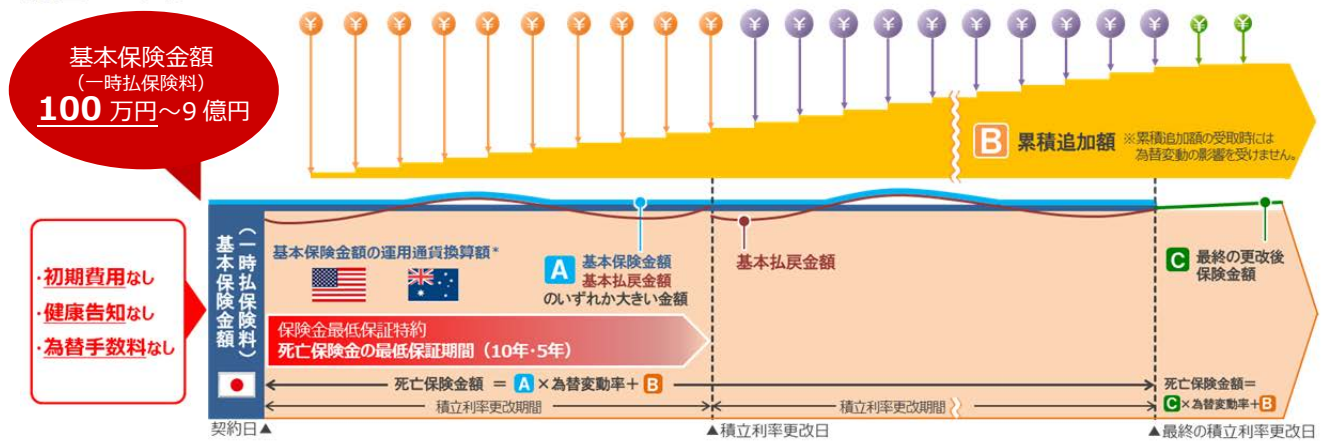 基本保険金額
（一時払保険料）
100 万円～9 億円
¥ ¥ ¥ ¥ ¥ ¥ ¥ ¥ ¥ ¥ ¥ ¥ ¥ ¥ ¥ ¥ ¥ ¥ ¥ ¥ ¥ ¥
B 累積追加額 ※累積追加額の受取時には
為替変動の影響を受けません。
・初期費用なし
・健康告知なし
・為替手数料なし
基本保険金額
（一時払保険料）
基本保険金額の運用通貨換算額*
A 基本保険金額
基本払戻金額
のいずれか大きい金額
基本払戻金額
C 最終の更改後
保険金額
保険金最低保証特約
死亡保険金の最低保証期間（10年・5年）
死亡保険金額 ＝ A×為替変動率＋B
死亡保険金額＝
C×為替変動率＋B
積立利率更改期間
積立利率更改期間
契約日▲
▲積立利率更改日
▲最終の積立利率更改日